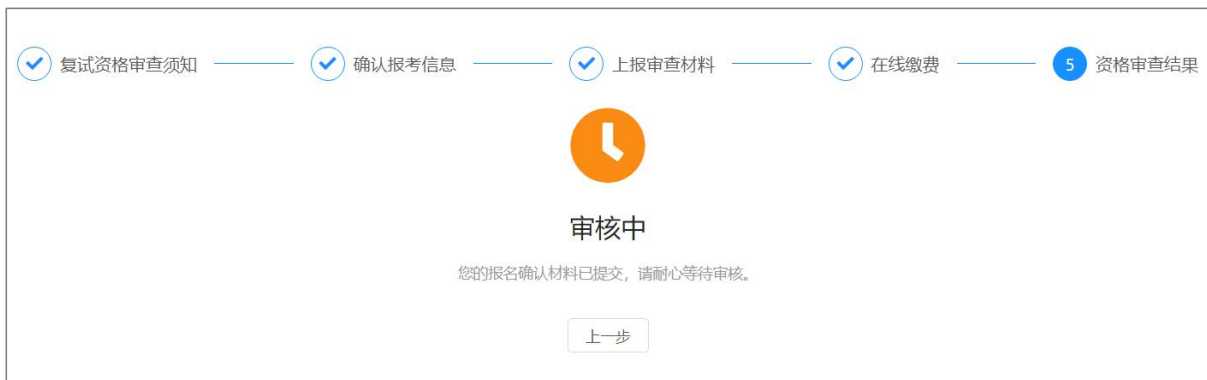 复试资格审查须知
确认报考信息
上报审查材料
在线缴费
5 资格审查结果
审核中
您的报名确认材料已提交，请耐心等待审核。
上一步